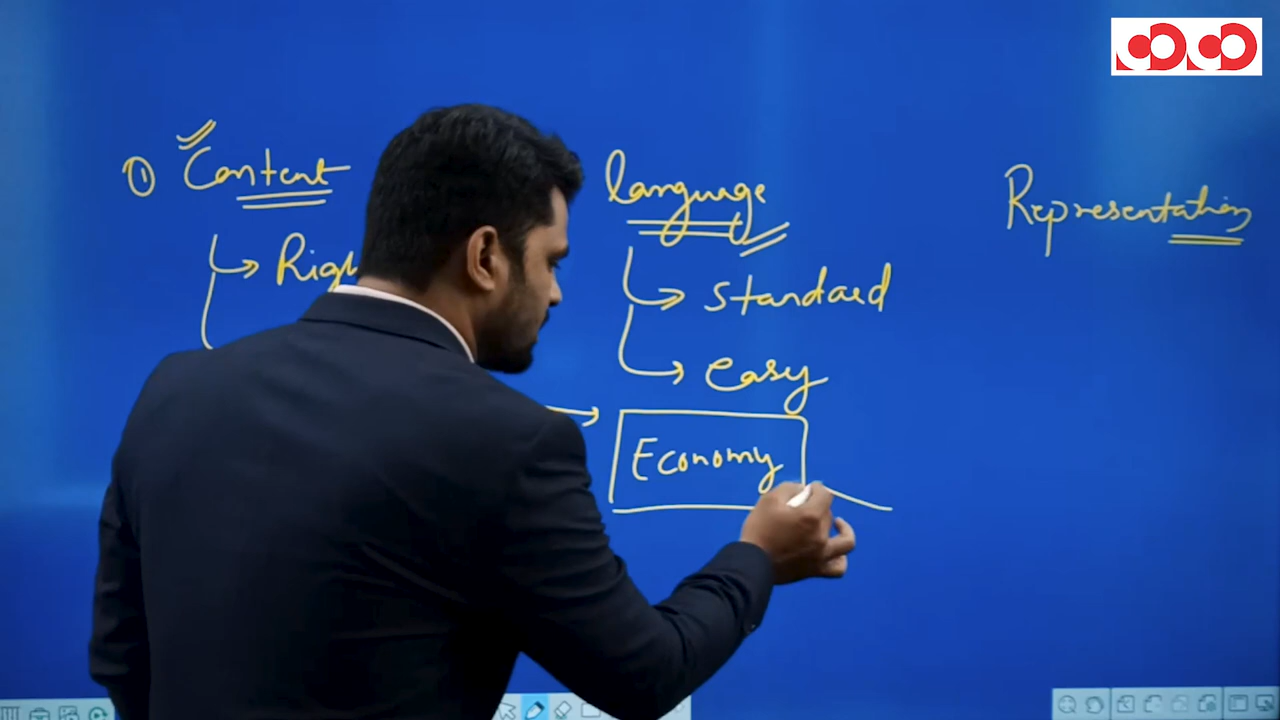 ① Content
language
Representation
Standard
easy
Economy